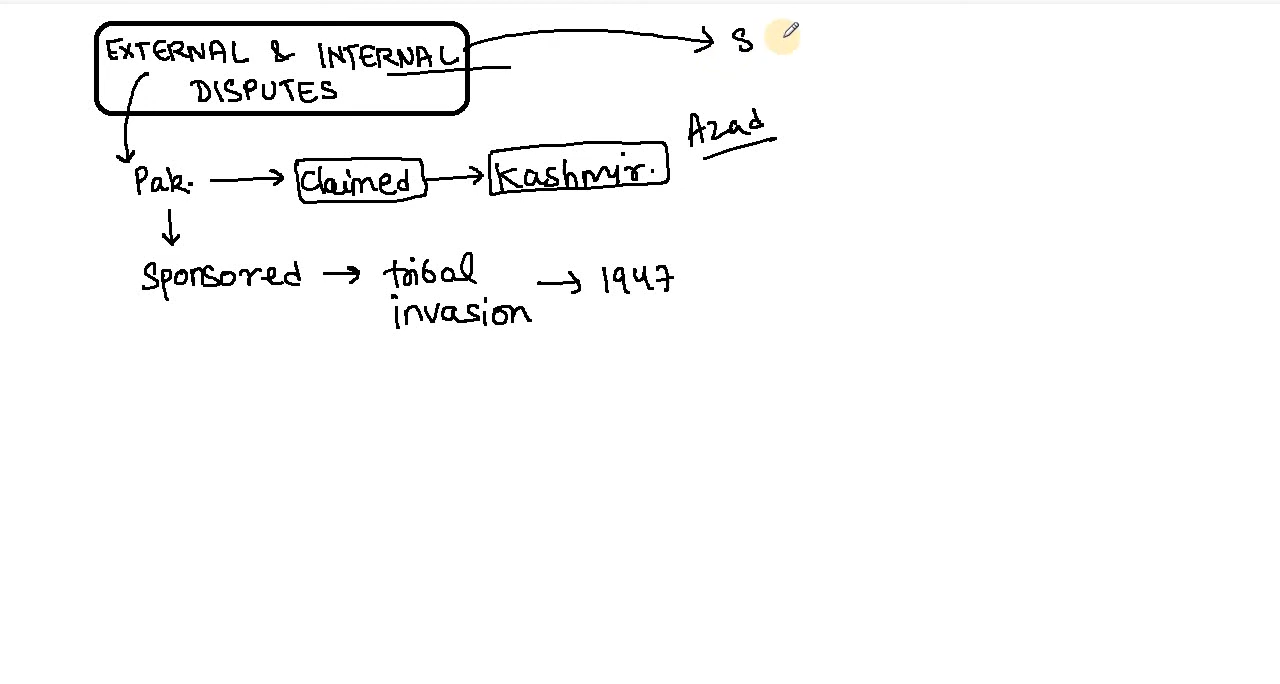 EXTERNAL & INTERNAL
DISPUTES
S
Azad
Pak. → Claimed → Kashmir.
↓
Sponsored → tribal → 1947
invasion